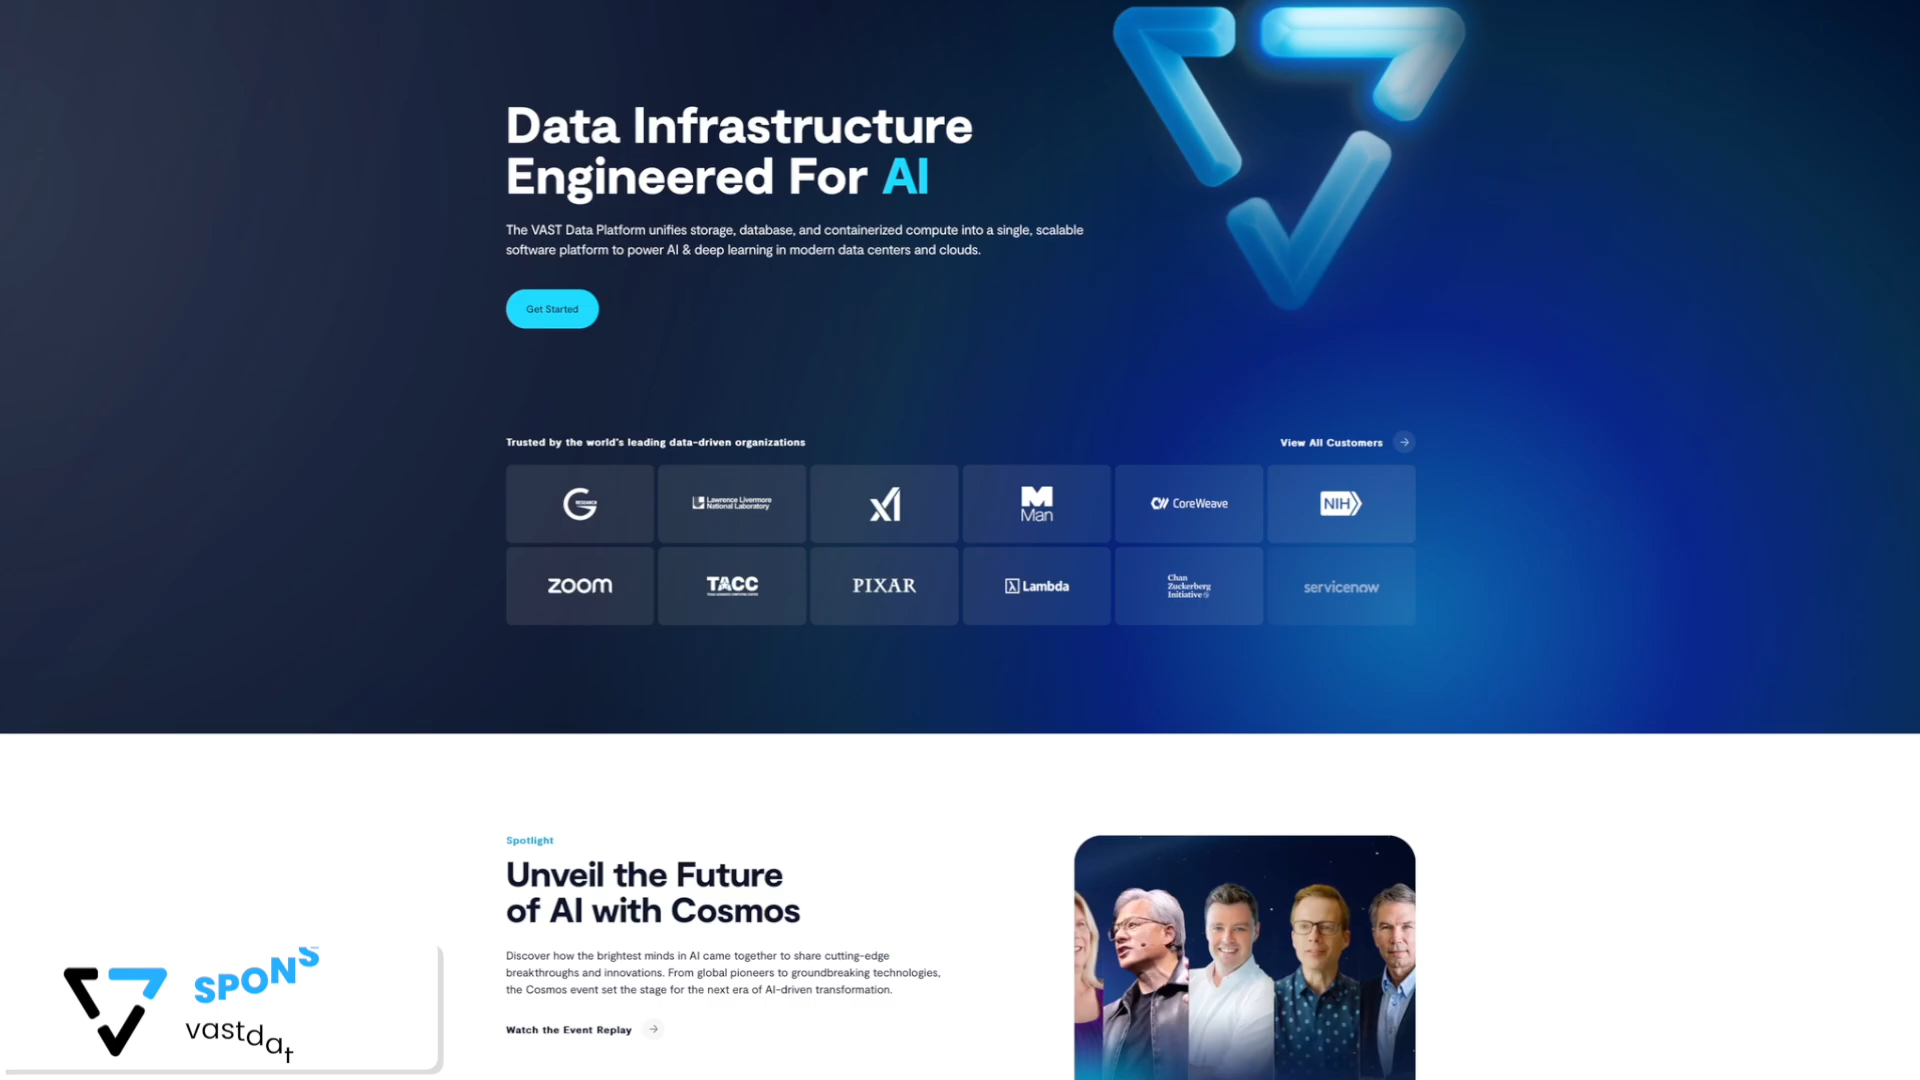 Data Infrastructure
Engineered For AI
The VAST Data Platform unifies storage, database, and containerized compute into a single, scalable
software platform to power AI & deep learning in modern data centers and clouds.
Get Started
Trusted by the world's leading data-driven organizations
View All Customers
G RESEARCH
Lawrence Livermore
National Laboratory
xAI
M
Man
CoreWeave
NIH
zoom
TACC
PIXAR
Lambda
Chan
Zuckerberg
Initiative
servicenow
Spotlight
Unveil the Future
of AI with Cosmos
Discover how the brightest minds in AI came together to share cutting-edge
breakthroughs and innovations. From global pioneers to groundbreaking technologies,
the Cosmos event set the stage for the next era of AI-driven transformation.
Watch the Event Replay
SPONS
vastdat